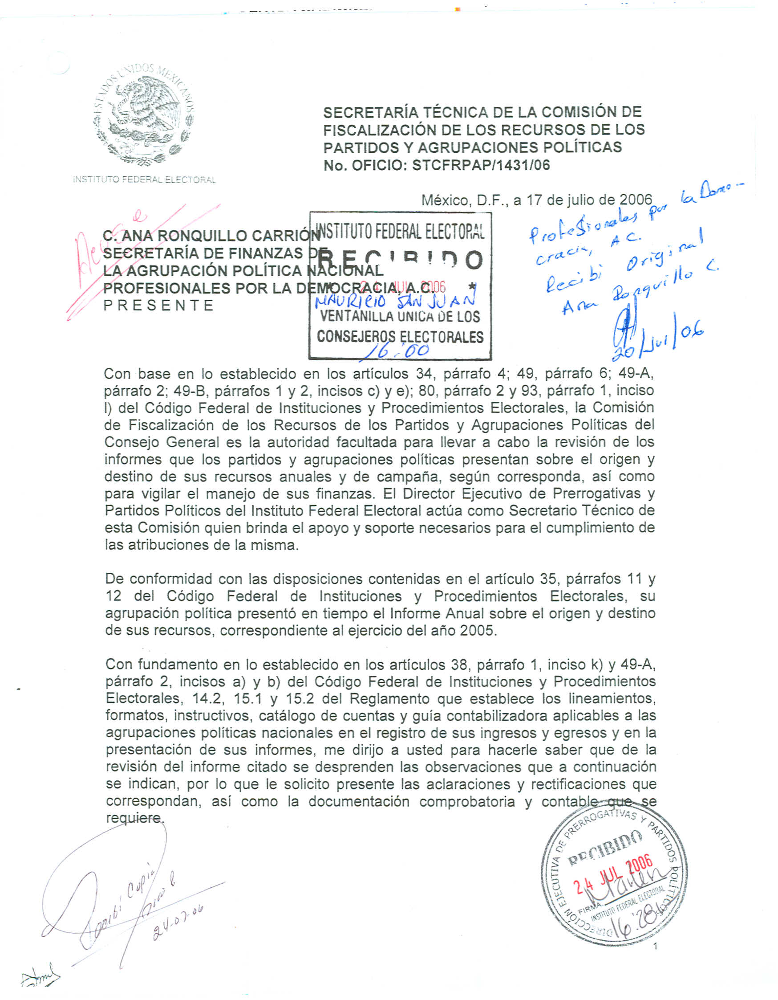 ESTADOS UNIDOS MEXICANOS
INSTITUTO FEDERAL ELECTORAL
SECRETARÍA TÉCNICA DE LA COMISIÓN DE
FISCALIZACIÓN DE LOS RECURSOS DE LOS
PARTIDOS Y AGRUPACIONES POLÍTICAS
No. OFICIO: STCFRPAP/1431/06
México, D.F., a 17 de julio de 2006
Acuse
C. ANA RONQUILLO CARRIÓN
SECRETARÍA DE FINANZAS DE
LA AGRUPACIÓN POLÍTICA NACIONAL
PROFESIONALES POR LA DEMOCRACIA, A.C.
P R E S E N T E
INSTITUTO FEDERAL ELECTORAL
RECIBIDO
* 24 JUL 2006 *
MAURICIO SAN JUAN
VENTANILLA UNICA DE LOS
CONSEJEROS ELECTORALES
16:00
Profesionales por la Demo-
cracia, A C.
Recibi Original
Ana Ronquillo C.
20/Jul/06
Con base en lo establecido en los artículos 34, párrafo 4; 49, párrafo 6; 49-A,
párrafo 2; 49-B, párrafos 1 y 2, incisos c) y e); 80, párrafo 2 y 93, párrafo 1, inciso
l) del Código Federal de Instituciones y Procedimientos Electorales, la Comisión
de Fiscalización de los Recursos de los Partidos y Agrupaciones Políticas del
Consejo General es la autoridad facultada para llevar a cabo la revisión de los
informes que los partidos y agrupaciones políticas presentan sobre el origen y
destino de sus recursos anuales y de campaña, según corresponda, así como
para vigilar el manejo de sus finanzas. El Director Ejecutivo de Prerrogativas y
Partidos Políticos del Instituto Federal Electoral actúa como Secretario Técnico de
esta Comisión quien brinda el apoyo y soporte necesarios para el cumplimiento de
las atribuciones de la misma.
De conformidad con las disposiciones contenidas en el artículo 35, párrafos 11 y
12 del Código Federal de Instituciones y Procedimientos Electorales, su
agrupación política presentó en tiempo el Informe Anual sobre el origen y destino
de sus recursos, correspondiente al ejercicio del año 2005.
Con fundamento en lo establecido en los artículos 38, párrafo 1, inciso k) y 49-A,
párrafo 2, incisos a) y b) del Código Federal de Instituciones y Procedimientos
Electorales, 14.2, 15.1 y 15.2 del Reglamento que establece los lineamientos,
formatos, instructivos, catálogo de cuentas y guía contabilizadora aplicables a las
agrupaciones políticas nacionales en el registro de sus ingresos y egresos y en la
presentación de sus informes, me dirijo a usted para hacerle saber que de la
revisión del informe citado se desprenden las observaciones que a continuación
se indican, por lo que le solicito presente las aclaraciones y rectificaciones que
correspondan, así como la documentación comprobatoria y contable que se
requiere.
Recibí Copia
24-07-06
DIRECCIÓN EJECUTIVA DE PRERROGATIVAS Y PARTIDOS POLÍTICOS
RECIBIDO
24 JUL 2006
FIRMA
INSTITUTO FEDERAL ELECTORAL
16:28
1